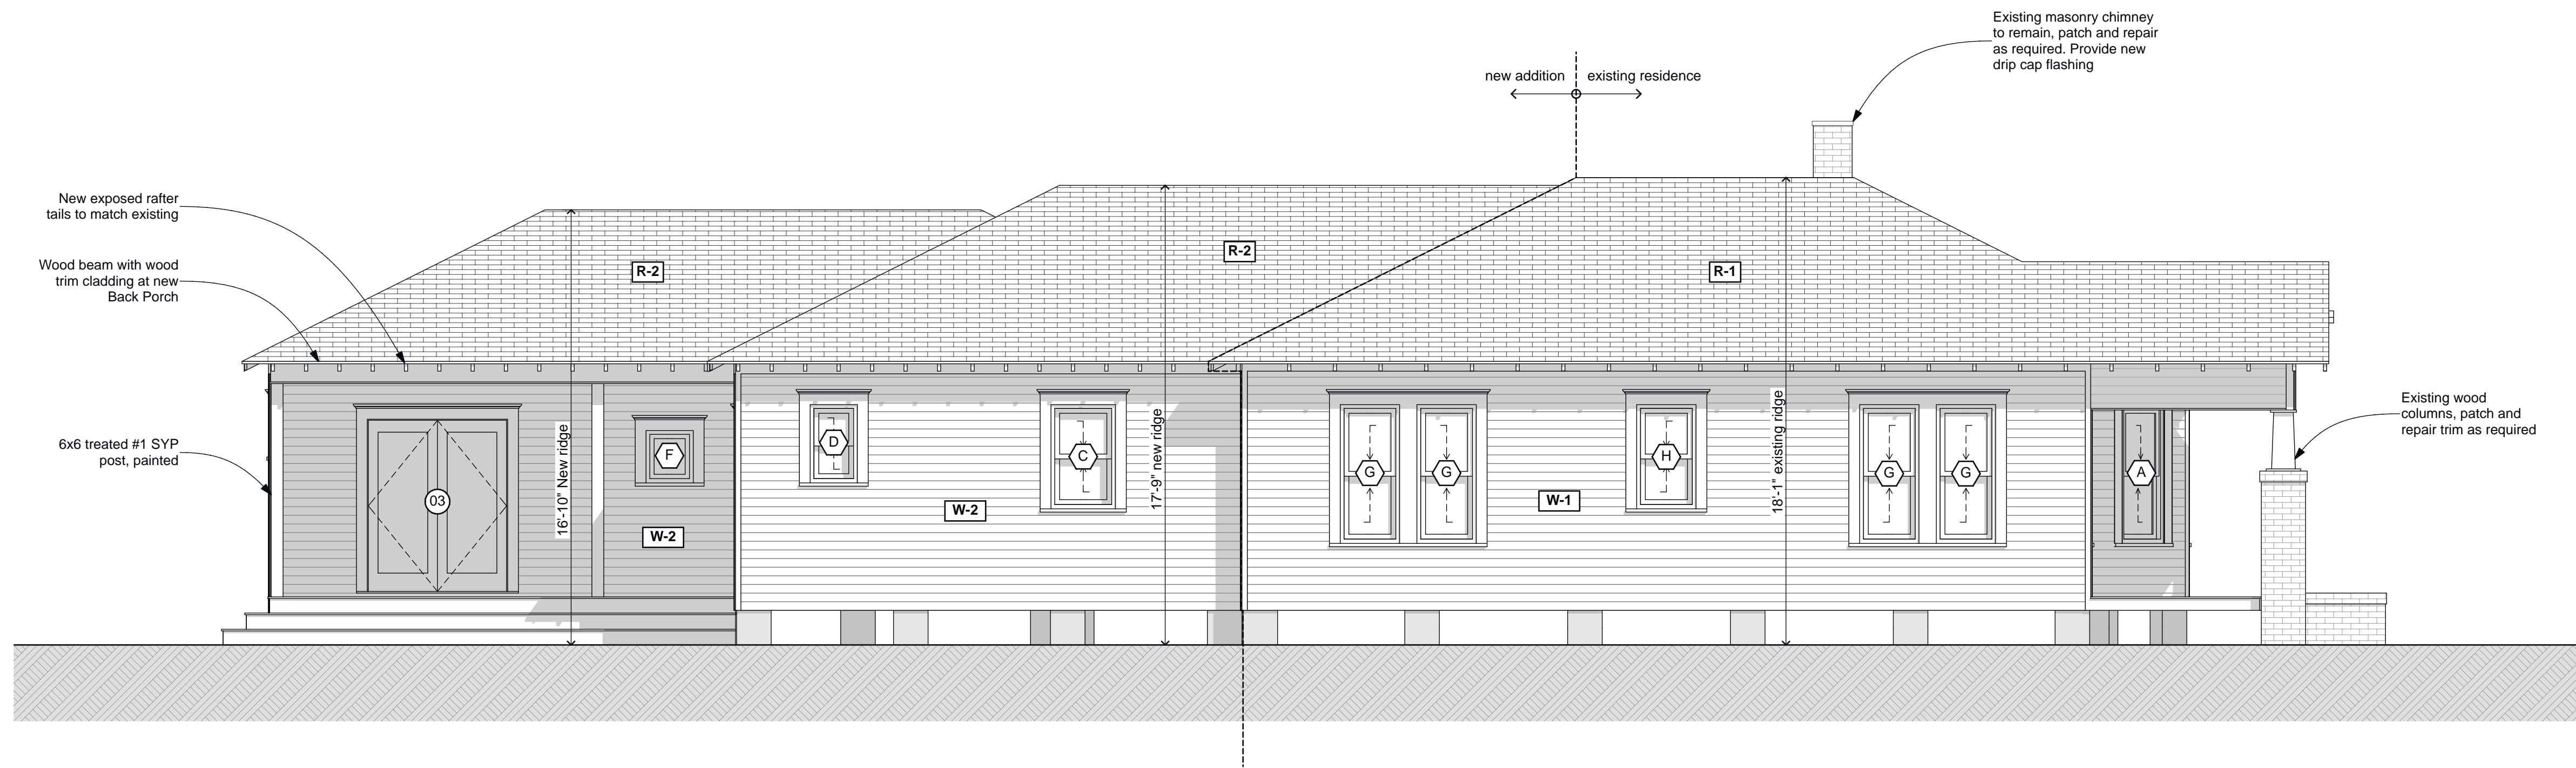 Existing masonry chimney
to remain, patch and repair
as required. Provide new
drip cap flashing
new addition
existing residence
New exposed rafter
tails to match existing
Wood beam with wood
trim cladding at new
Back Porch
6x6 treated #1 SYP
post, painted
Existing wood
columns, patch and
repair trim as required
R-2
R-2
R-1
16'-10" New ridge
17'-9" new ridge
18'-1" existing ridge
03
F
D
C
G
G
H
G
G
A
W-2
W-2
W-1